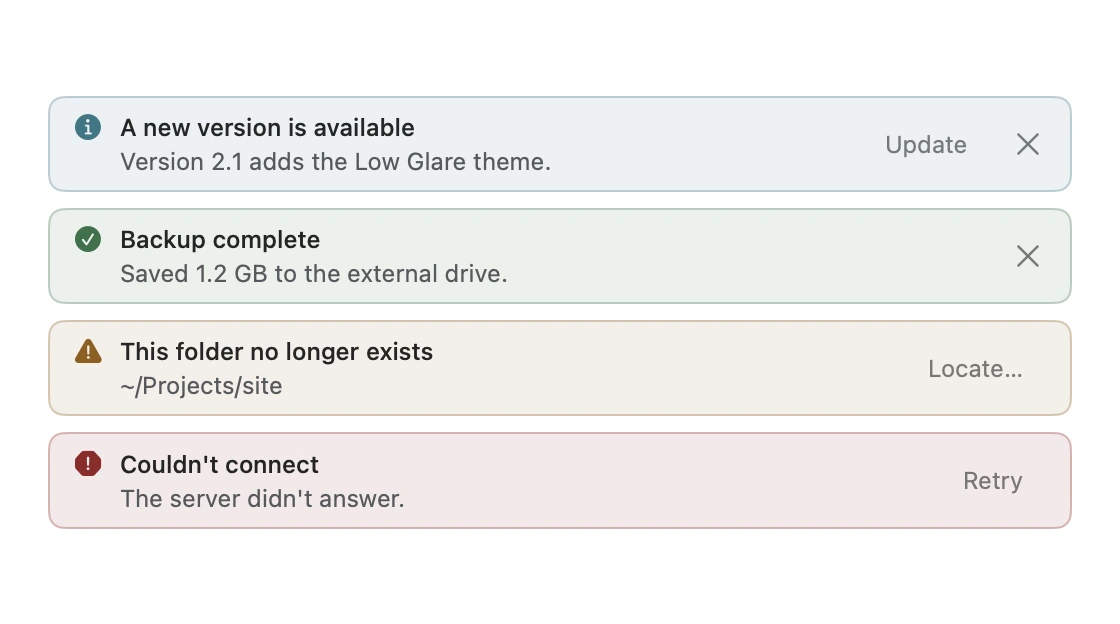 A new version is available
Version 2.1 adds the Low Glare theme.
Update
Backup complete
Saved 1.2 GB to the external drive.
This folder no longer exists
~/Projects/site
Locate…
Couldn't connect
The server didn't answer.
Retry